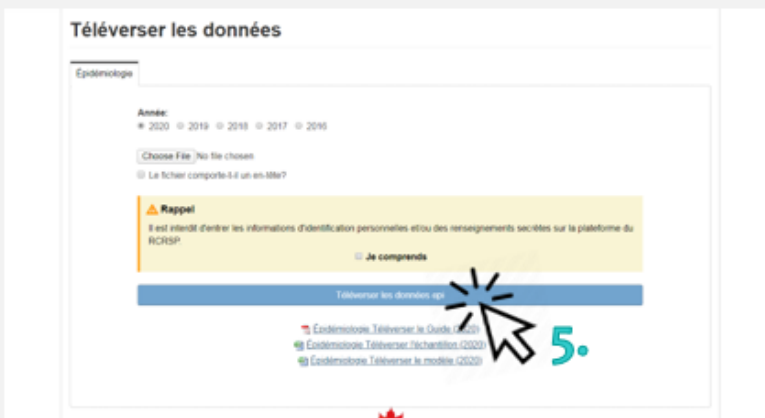 Téléverser les données
Épidémiologie
Année:
2020 2019 2018 2017 2016
Choose File No file chosen
Le fichier comporte-t-il un en-tête?
Rappel
Il est interdit d'entrer les informations d'identification personnelles et/ou des renseignements secrètes sur la plateforme du
RCRSP.
Je comprends
Téléverser les données epi
Épidémiologie Téléverser le Guide (2020)
Épidémiologie Téléverser l'échantillon (2020)
Épidémiologie Téléverser le modèle (2020)
5.